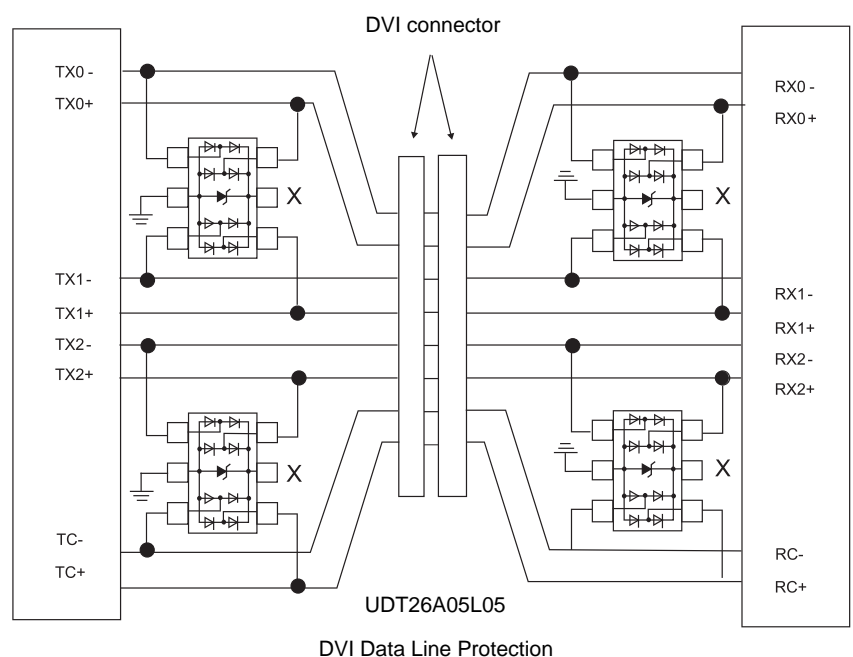 DVI connector
TX0 -
TX0+
X
TX1-
TX1+
TX2-
TX2+
X
TC-
TC+
RX0 -
RX0+
X
RX1-
RX1+
RX2-
RX2+
X
RC-
RC+
UDT26A05L05
DVI Data Line Protection